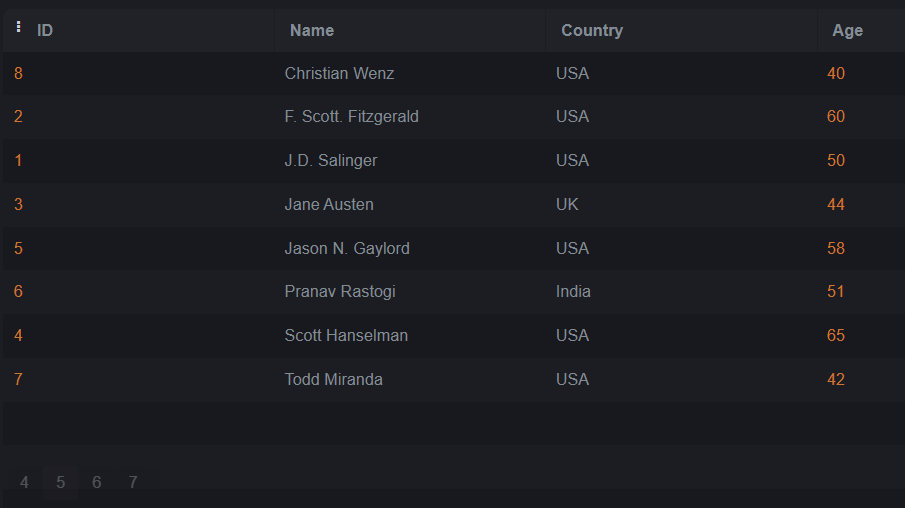 ID Name Country Age
8 Christian Wenz USA 40
2 F. Scott. Fitzgerald USA 60
1 J.D. Salinger USA 50
3 Jane Austen UK 44
5 Jason N. Gaylord USA 58
6 Pranav Rastogi India 51
4 Scott Hanselman USA 65
7 Todd Miranda USA 42
4 5 6 7